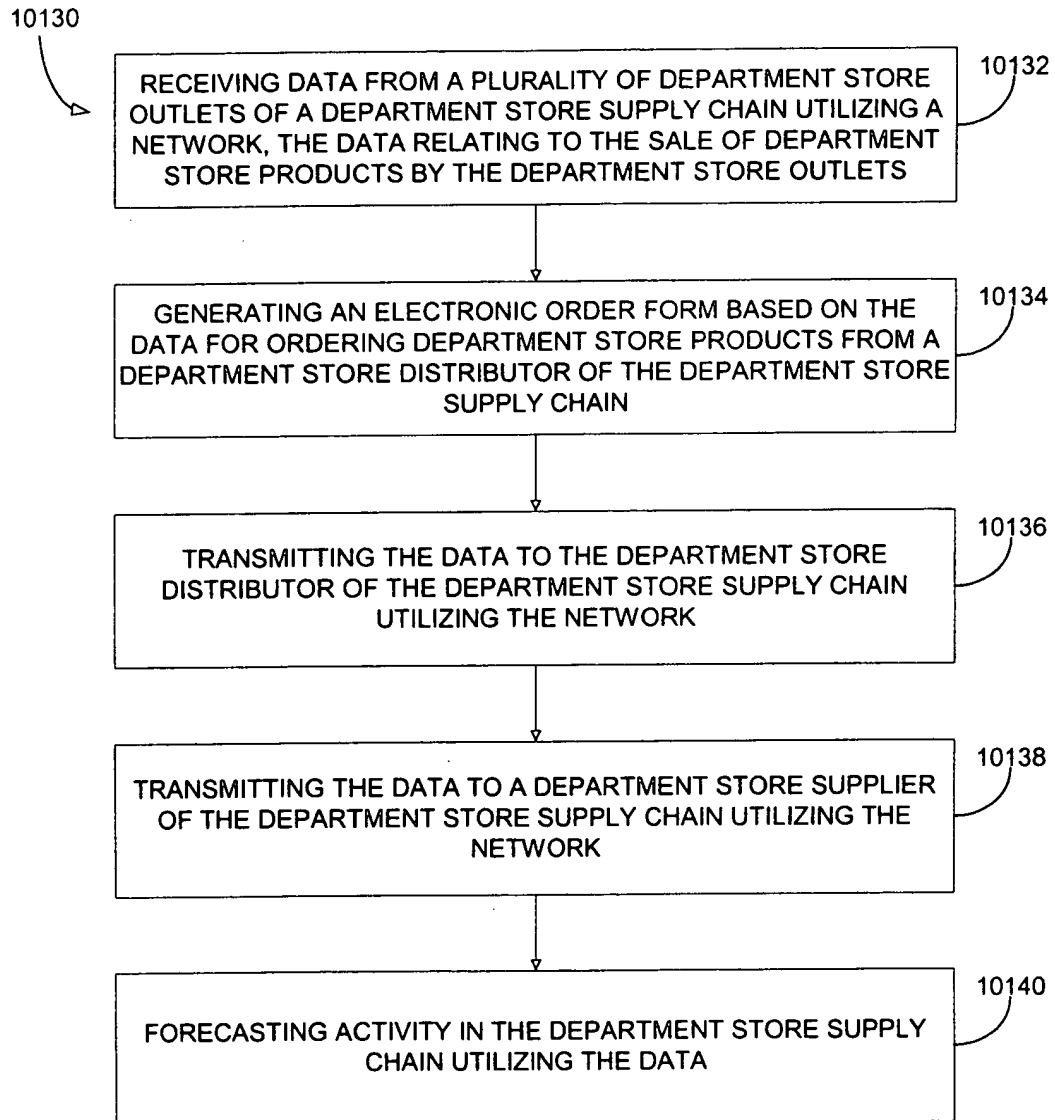 10130
RECEIVING DATA FROM A PLURALITY OF DEPARTMENT STORE
OUTLETS OF A DEPARTMENT STORE SUPPLY CHAIN UTILIZING A
NETWORK, THE DATA RELATING TO THE SALE OF DEPARTMENT
STORE PRODUCTS BY THE DEPARTMENT STORE OUTLETS
10132
GENERATING AN ELECTRONIC ORDER FORM BASED ON THE
DATA FOR ORDERING DEPARTMENT STORE PRODUCTS FROM A
DEPARTMENT STORE DISTRIBUTOR OF THE DEPARTMENT STORE
SUPPLY CHAIN
10134
TRANSMITTING THE DATA TO THE DEPARTMENT STORE
DISTRIBUTOR OF THE DEPARTMENT STORE SUPPLY CHAIN
UTILIZING THE NETWORK
10136
TRANSMITTING THE DATA TO A DEPARTMENT STORE SUPPLIER
OF THE DEPARTMENT STORE SUPPLY CHAIN UTILIZING THE
NETWORK
10138
FORECASTING ACTIVITY IN THE DEPARTMENT STORE SUPPLY
CHAIN UTILIZING THE DATA
10140